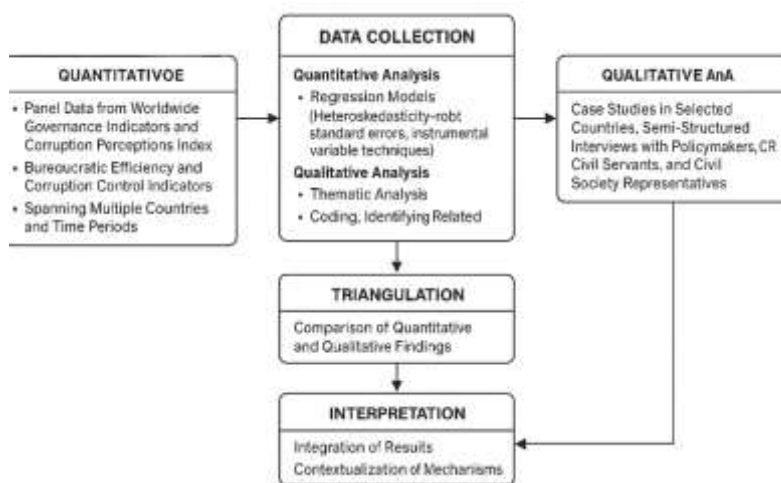 QUANTITATIVOE
• Panel Data from Worldwide
Governance Indicators and
Corruption Perceptions Index
• Bureoucratic Efficiency and
Corruption Control Indicators
• Spanning Multiple Countries
and Time Periods
DATA COLLECTION
Quantitative Analysis
• Regression Models
(Heteroskedasticity-robt
standard errors, instrumental
variable techniques)
Qualitative Analysis
• Thematic Analysis
• Coding, Identifying Related
QUALITATIVE AnA
Case Studies in Selected
Countries, Semi-Structured
Interviews with Policymakers, CR
Civil Servants, and Civil
Society Representatives
TRIANGULATION
Comparison of Quantitative
and Qualitative Findings
INTERPRETATION
Integration of Results
Contextualization of Mechanisms